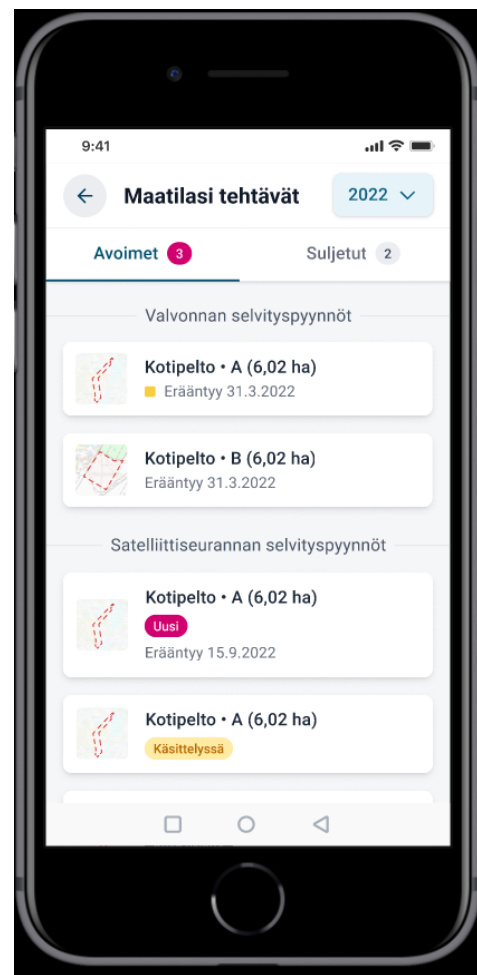 9:41
Maatilasi tehtävät
2022
Avoimet 3
Suljetut 2
Valvonnan selvityspyynnöt
Kotipelto • A (6,02 ha)
Erääntyy 31.3.2022
Kotipelto • B (6,02 ha)
Erääntyy 31.3.2022
Satelliittiseurannan selvityspyynnöt
Kotipelto • A (6,02 ha)
Uusi
Erääntyy 15.9.2022
Kotipelto • A (6,02 ha)
Käsittelyssä